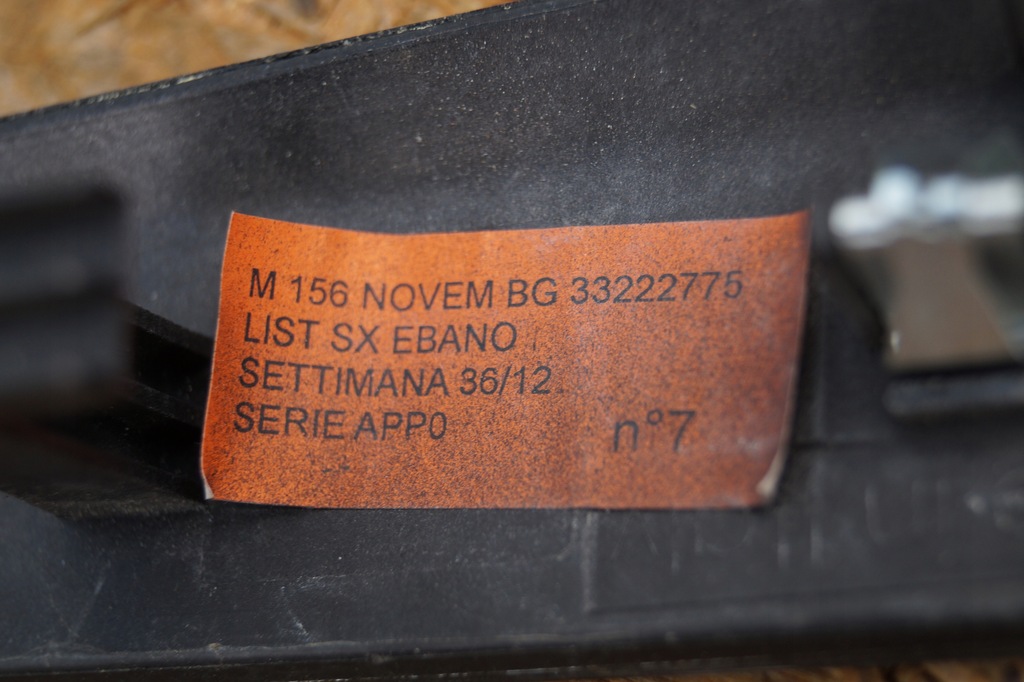 M 156 NOVEM BG 33222775
LIST SX EBANO
SETTIMANA 36/12
SERIE APP0
n°7